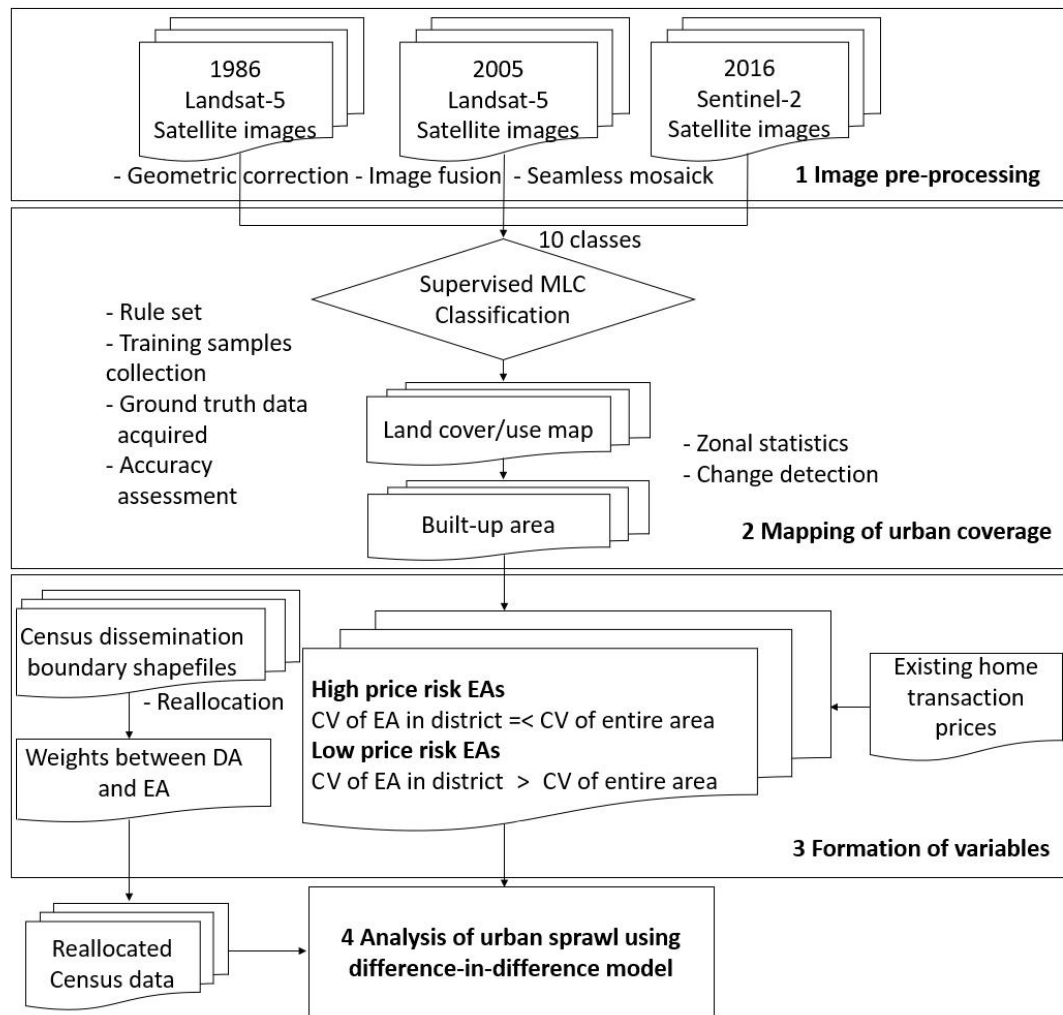 1986
Landsat-5
Satellite images
2005
Landsat-5
Satellite images
2016
Sentinel-2
Satellite images
- Geometric correction - Image fusion - Seamless mosaick
1 Image pre-processing
10 classes
Supervised MLC
Classification
- Rule set
- Training samples
collection
- Ground truth data
acquired
- Accuracy
assessment
Land cover/use map
- Zonal statistics
- Change detection
Built-up area
2 Mapping of urban coverage
Census dissemination
boundary shapefiles
- Reallocation
Weights between DA
and EA
High price risk EAs
CV of EA in district =< CV of entire area
Low price risk EAs
CV of EA in district > CV of entire area
Existing home
transaction
prices
3 Formation of variables
Reallocated
Census data
4 Analysis of urban sprawl using
difference-in-difference model